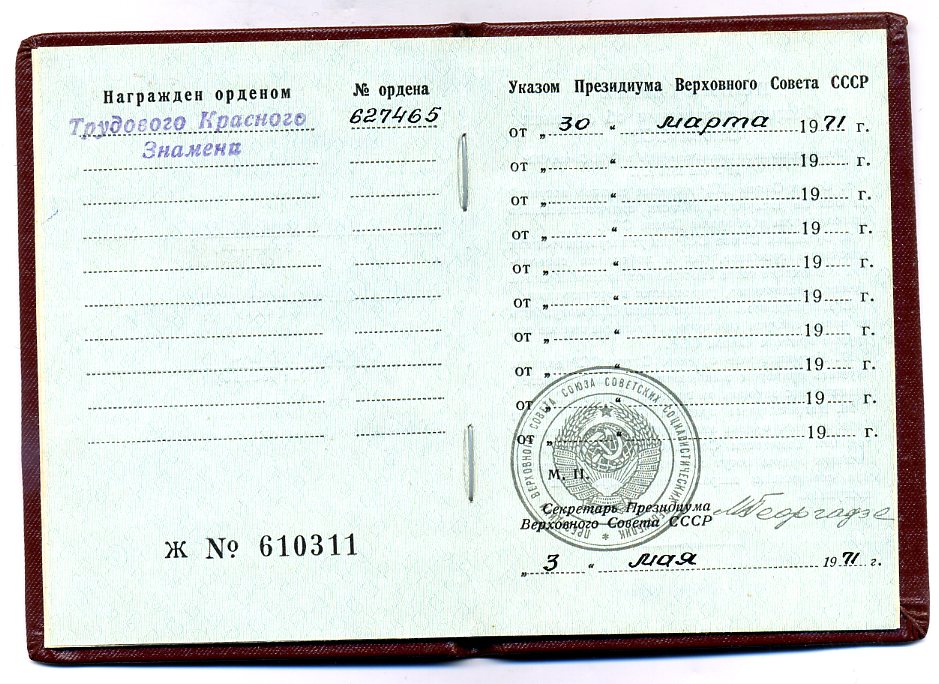 Награжден орденом
№ ордена
Трудового Красного
Знамени
627465
Ж № 610311
Указом Президиума Верховного Совета СССР
от „30“ марта 1971 г.
от „ “ 19 г.
от „ “ 19 г.
от „ “ 19 г.
от „ “ 19 г.
от „ “ 19 г.
от „ “ 19 г.
от „ “ 19 г.
от „ “ 19 г.
от „ “ 19 г.
М. П.
Секретарь Президиума
Верховного Совета СССР
МГеоргадзе
„3“ мая 1971 г.
ПРЕЗИДИУМ ВЕРХОВНОГО СОВЕТА СОЮЗА СОВЕТСКИХ СОЦИАЛИСТИЧЕСКИХ РЕСПУБЛИК